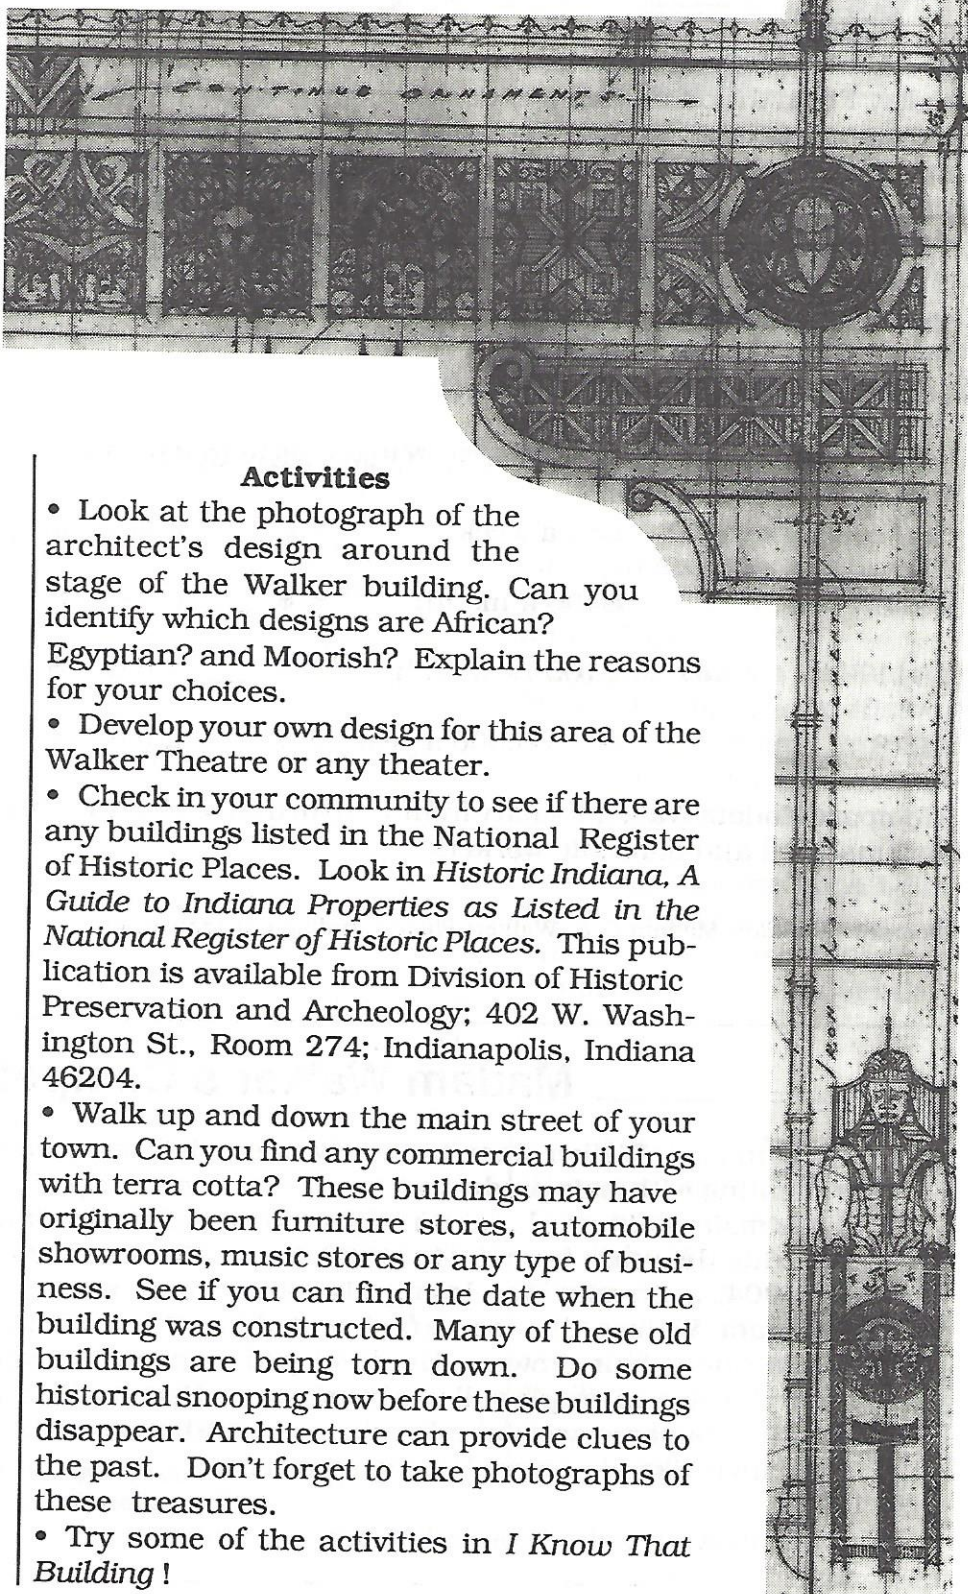 CONTINUE ORNAMENTS
Activities
• Look at the photograph of the
architect's design around the
stage of the Walker building. Can you
identify which designs are African?
Egyptian? and Moorish? Explain the reasons
for your choices.
• Develop your own design for this area of the
Walker Theatre or any theater.
• Check in your community to see if there are
any buildings listed in the National Register
of Historic Places. Look in Historic Indiana, A
Guide to Indiana Properties as Listed in the
National Register of Historic Places. This pub-
lication is available from Division of Historic
Preservation and Archeology; 402 W. Wash-
ington St., Room 274; Indianapolis, Indiana
46204.
• Walk up and down the main street of your
town. Can you find any commercial buildings
with terra cotta? These buildings may have
originally been furniture stores, automobile
showrooms, music stores or any type of busi-
ness. See if you can find the date when the
building was constructed. Many of these old
buildings are being torn down. Do some
historical snooping now before these buildings
disappear. Architecture can provide clues to
the past. Don't forget to take photographs of
these treasures.
• Try some of the activities in I Know That
Building !